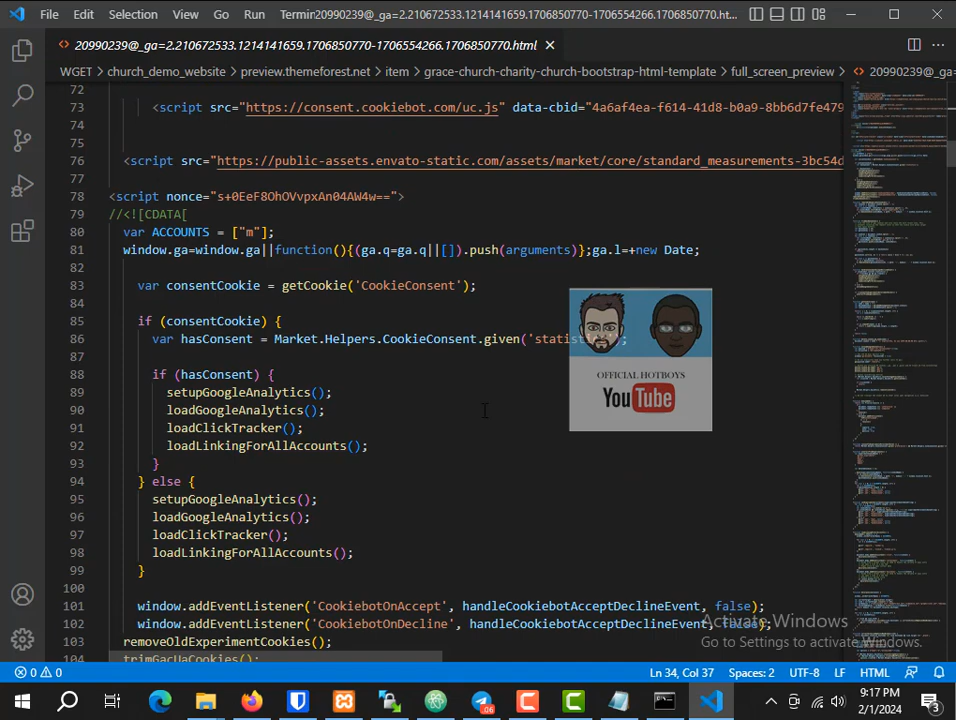 File Edit Selection View Go Run Termin20990239@_ga=2.210672533.1214141659.1706850770-1706554266.1706850770.ht...
20990239@_ga=2.210672533.1214141659.1706850770-1706554266.1706850770.html
WGET > church_demo_website > preview.themeforest.net > item > grace-church-charity-church-bootstrap-html-template > full_screen_preview > 20990239@_ga=
72
73 <script src="https://consent.cookiebot.com/uc.js" data-cbid="4a6af4ea-f614-41d8-b0a9-8bb6d7fe479
74
75
76 <script src="https://public-assets.envato-static.com/assets/market/core/standard_measurements-3bc54d
77
78 <script nonce="s+0EeF8OhOVvpxAn04AW4w==">
79 //<![CDATA[
80 var ACCOUNTS = ["m"];
81 window.ga=window.ga||function(){(ga.q=ga.q||[]).push(arguments)};ga.l=+new Date;
82
83 var consentCookie = getCookie('CookieConsent');
84
85 if (consentCookie) {
86 var hasConsent = Market.Helpers.CookieConsent.given('statist
87
88 if (hasConsent) {
89 setupGoogleAnalytics();
90 loadGoogleAnalytics();
91 loadClickTracker();
92 loadLinkingForAllAccounts();
93 }
94 } else {
95 setupGoogleAnalytics();
96 loadGoogleAnalytics();
97 loadClickTracker();
98 loadLinkingForAllAccounts();
99 }
100
101 window.addEventListener('CookiebotOnAccept', handleCookiebotAcceptDeclineEvent, false);
102 window.addEventListener('CookiebotOnDecline', handleCookiebotAcceptDeclineEvent, false);
103 removeOldExperimentCookies();
104 trimGacUaCookies();
OFFICIAL HOTBOYS
YouTube
Activate Windows
Go to Settings to activate Windows.
0 0 Ln 34, Col 37 Spaces: 2 UTF-8 LF HTML
06
9:17 PM
2/1/2024
3